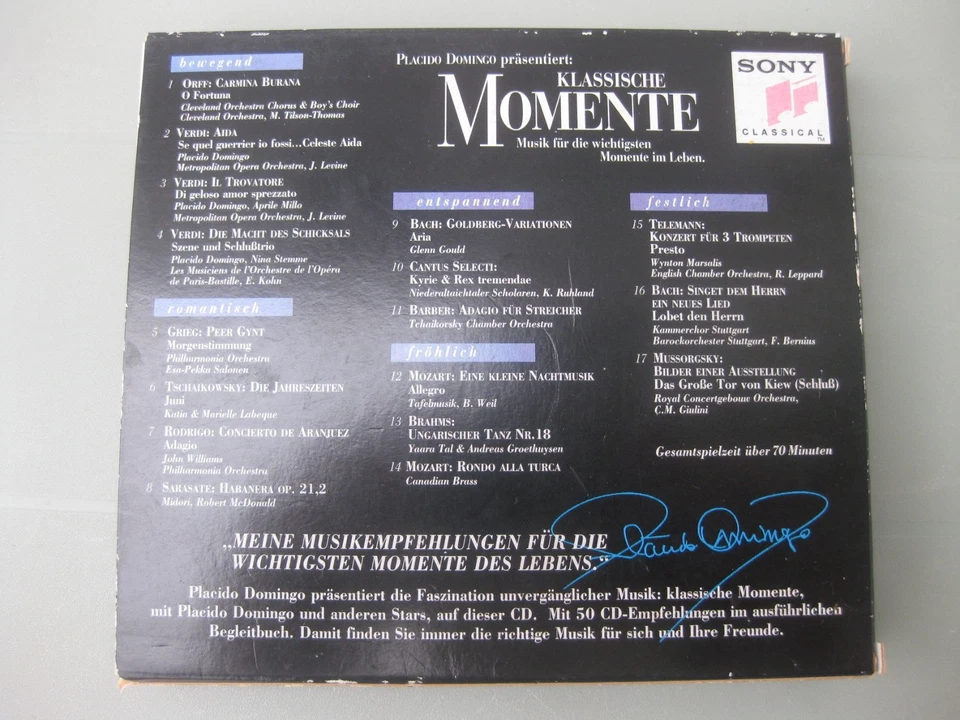 PLACIDO DOMINGO präsentiert:
KLASSISCHE
MOMENTE
Musik für die wichtigsten
Momente im Leben.
SONY
CLASSICAL™
bewegend
1 ORFF: CARMINA BURANA
O Fortuna
Cleveland Orchestra Chorus & Boy's Choir
Cleveland Orchestra, M. Tilson-Thomas
2 VERDI: AIDA
Se quel guerrier io fossi...Celeste Aida
Placido Domingo
Metropolitan Opera Orchestra, J. Levine
3 VERDI: IL TROVATORE
Di geloso amor sprezzato
Placido Domingo, Aprile Millo
Metropolitan Opera Orchestra, J. Levine
4 VERDI: DIE MACHT DES SCHICKSALS
Szene und Schlußtrio
Placido Domingo, Nina Stemme
Les Musiciens de l'Orchestre de l'Opéra
de Paris-Bastille, E. Kohn
romantisch
5 GRIEG: PEER GYNT
Morgenstimmung
Philharmonia Orchestra
Esa-Pekka Salonen
6 TSCHAIKOWSKY: DIE JAHRESZEITEN
Juni
Katia & Marielle Labeque
7 RODRIGO: CONCIERTO DE ARANJUEZ
Adagio
John Williams
Philharmonia Orchestra
8 SARASATE: HABANERA OP. 21,2
Midori, Robert McDonald
entspannend
9 BACH: GOLDBERG-VARIATIONEN
Aria
Glenn Gould
10 CANTUS SELECTI:
Kyrie & Rex tremendae
Niederaltaichtaler Scholaren, K. Ruhland
11 BARBER: ADAGIO FÜR STREICHER
Tchaikovsky Chamber Orchestra
fröhlich
12 MOZART: EINE KLEINE NACHTMUSIK
Allegro
Tafelmusik, B. Weil
13 BRAHMS:
UNGARISCHER TANZ NR.18
Yaara Tal & Andreas Groethuysen
14 MOZART: RONDO ALLA TURCA
Canadian Brass
festlich
15 TELEMANN:
KONZERT FÜR 3 TROMPETEN
Presto
Wynton Marsalis
English Chamber Orchestra, R. Leppard
16 BACH: SINGET DEM HERRN
EIN NEUES LIED
Lobet den Herrn
Kammerchor Stuttgart
Barockorchester Stuttgart, F. Bernius
17 MUSSORGSKY:
BILDER EINER AUSSTELLUNG
Das Große Tor von Kiew (Schluß)
Royal Concertgebouw Orchestra,
C.M. Giulini
Gesamtspielzeit über 70 Minuten
„MEINE MUSIKEMPFEHLUNGEN FÜR DIE
WICHTIGSTEN MOMENTE DES LEBENS.“
Placido Domingo
Placido Domingo präsentiert die Faszination unvergänglicher Musik: klassische Momente,
mit Placido Domingo und anderen Stars, auf dieser CD. Mit 50 CD-Empfehlungen im ausführlichen
Begleitbuch. Damit finden Sie immer die richtige Musik für sich und Ihre Freunde.